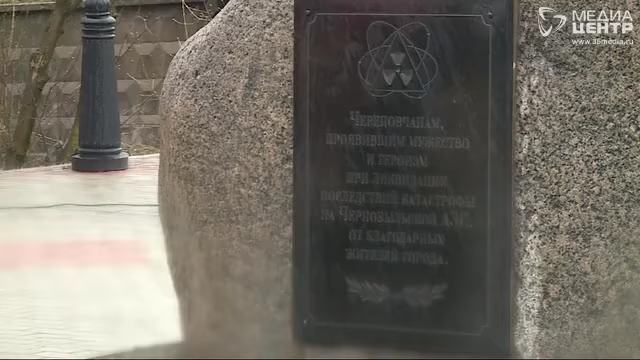 МЕДИА
ЦЕНТР
www.35media.ru
Череповчанам,
проявившим мужество
и героизм
при ликвидации
последствий катастрофы
на Чернобыльской АЭС,
от благодарных
жителей города.